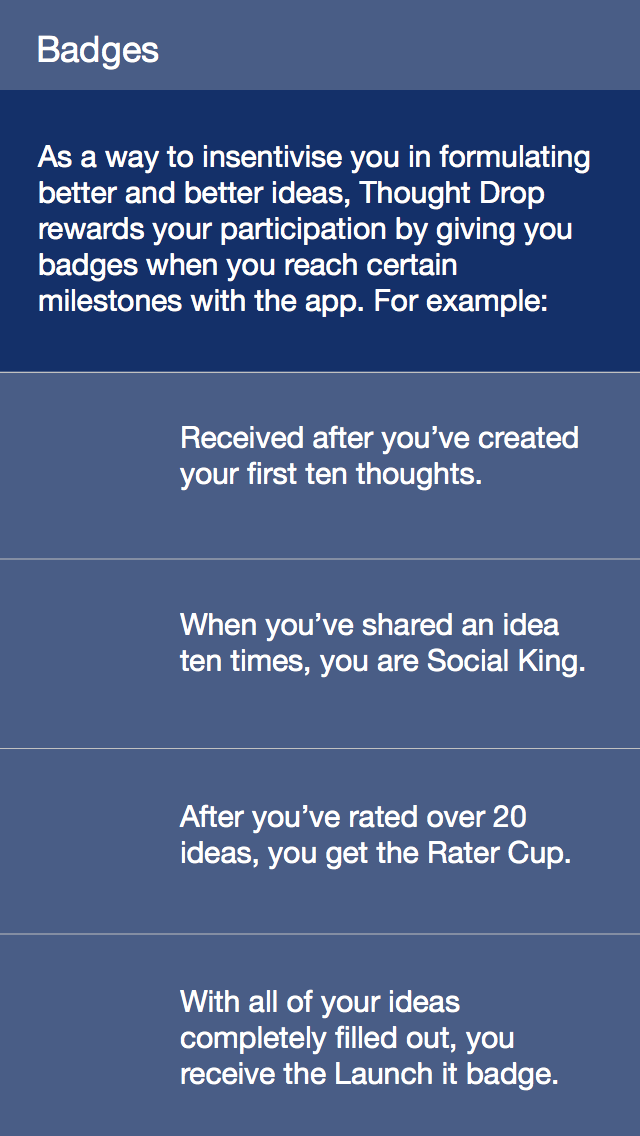 Badges
As a way to insentivise you in formulating
better and better ideas, Thought Drop
rewards your participation by giving you
badges when you reach certain
milestones with the app. For example:
Received after you’ve created
your first ten thoughts.
When you’ve shared an idea
ten times, you are Social King.
After you’ve rated over 20
ideas, you get the Rater Cup.
With all of your ideas
completely filled out, you
receive the Launch it badge.